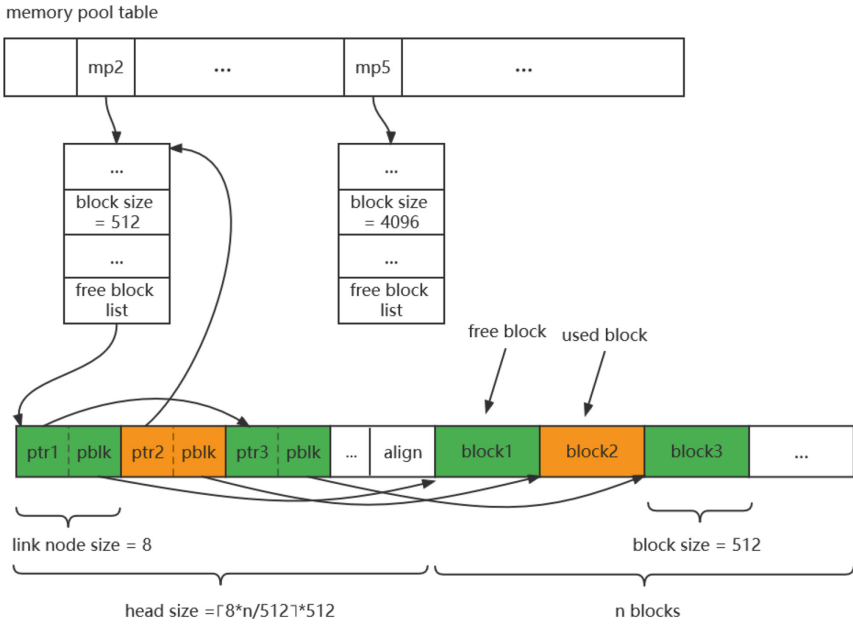 memory pool table
mp2 ... mp5 ...
... ...
block size block size
= 512 = 4096
... ...
free block free block
list list
free block used block
ptr1 pblk ptr2 pblk ptr3 pblk ... align block1 block2 block3 ...
link node size = 8 block size = 512
head size =⌈8*n/512⌉*512 n blocks